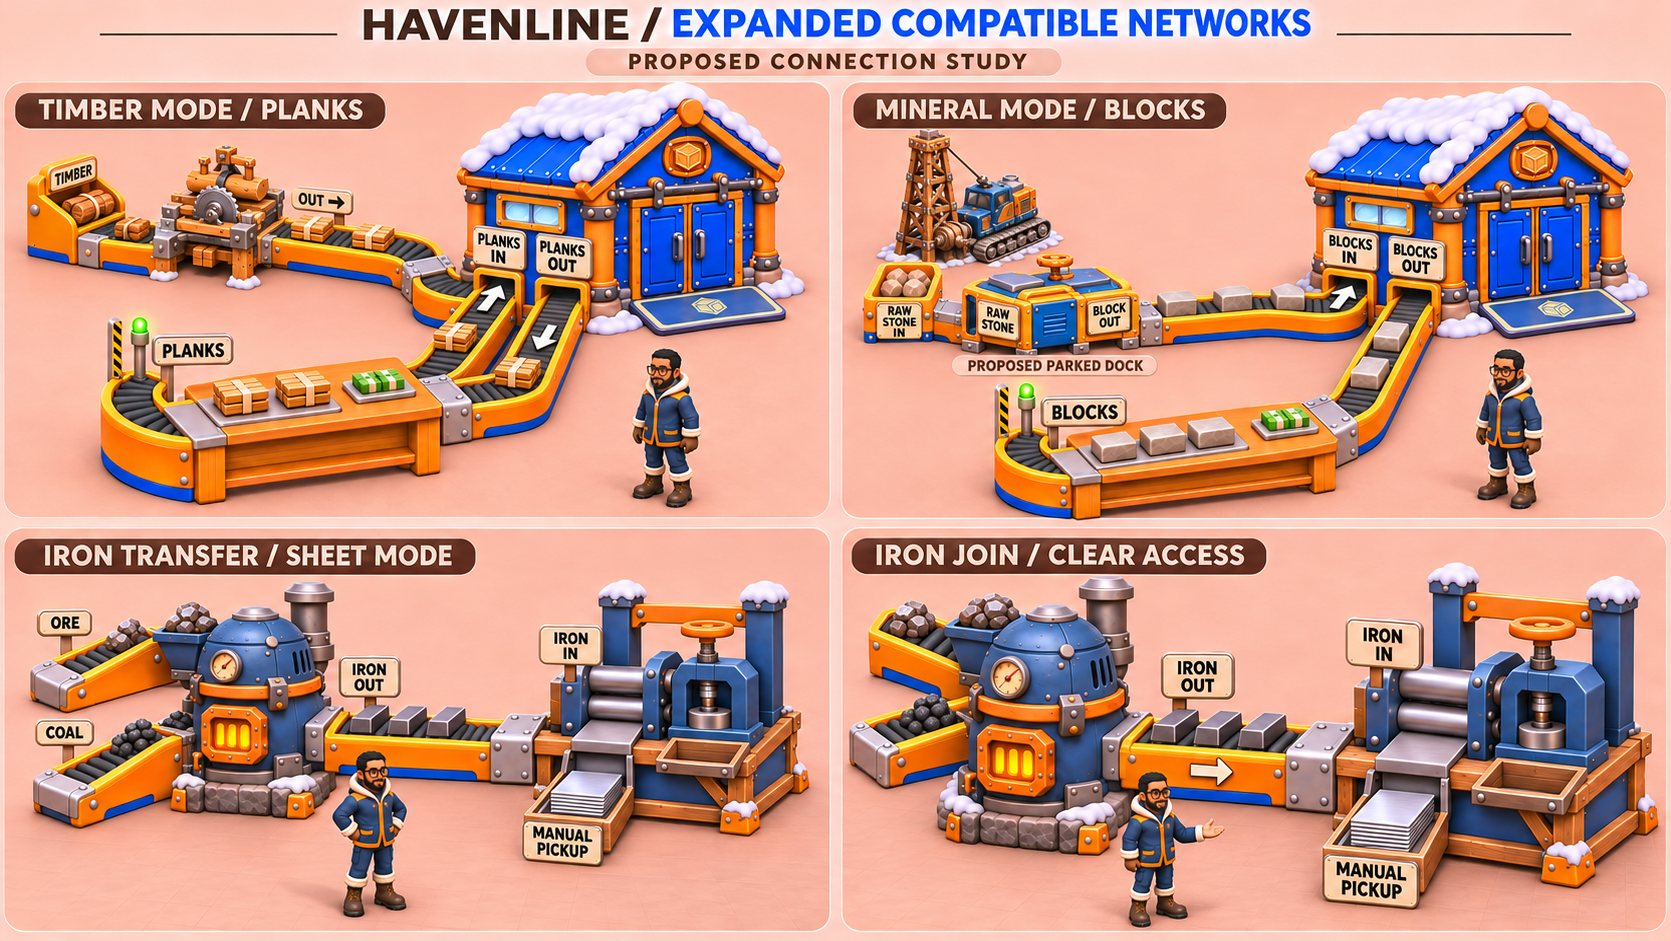 HAVENLINE / EXPANDED COMPATIBLE NETWORKS
PROPOSED CONNECTION STUDY
TIMBER MODE / PLANKS
TIMBER
OUT →
PLANKS
IN
PLANKS
OUT
PLANKS
MINERAL MODE / BLOCKS
RAW
STONE
IN
RAW
STONE
BLOCK
OUT
BLOCKS
IN
BLOCKS
OUT
PROPOSED PARKED DOCK
BLOCKS
IRON TRANSFER / SHEET MODE
ORE
COAL
IRON
OUT
IRON
IN
MANUAL
PICKUP
IRON JOIN / CLEAR ACCESS
IRON
OUT
IRON
IN
MANUAL
PICKUP